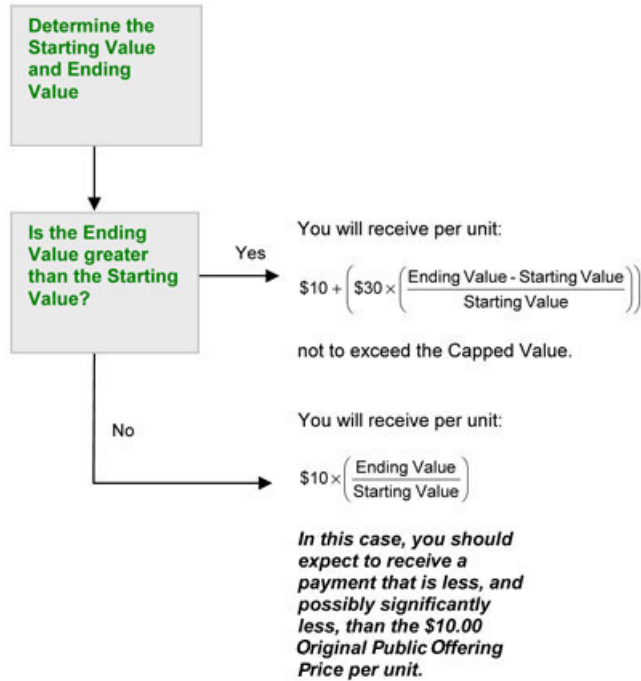 Determine the
Starting Value
and Ending
Value
Is the Ending
Value greater
than the Starting
Value?
Yes
You will receive per unit:
$10 + ($30 × (Ending Value - Starting Value / Starting Value))
not to exceed the Capped Value.
No
You will receive per unit:
$10 × (Ending Value / Starting Value)
In this case, you should
expect to receive a
payment that is less, and
possibly significantly
less, than the $10.00
Original Public Offering
Price per unit.